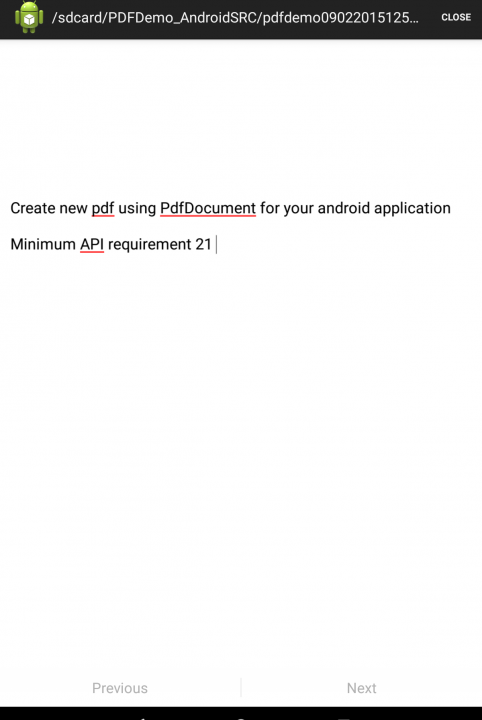 /sdcard/PDFDemo_AndroidSRC/pdfdemo09022015125... CLOSE
Create new pdf using PdfDocument for your android application
Minimum API requirement 21
Previous Next